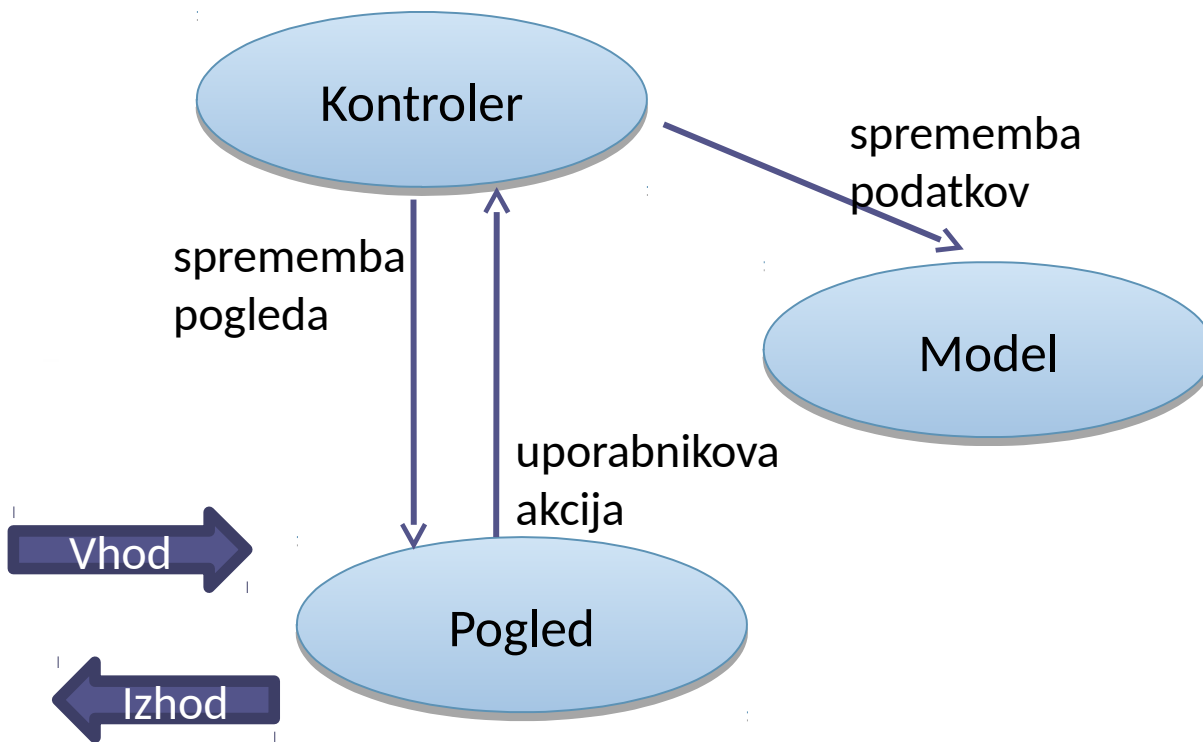 Kontroler
sprememba
podatkov
sprememba
pogleda
Model
uporabnikova
akcija
Vhod
Pogled
Izhod